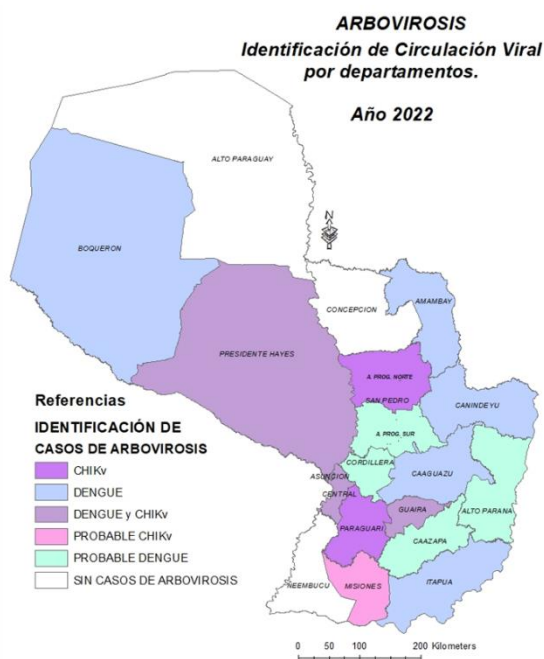 ARBOVIROSIS
Identificación de Circulación Viral
por departamentos.
Año 2022
ALTO PARAGUAY
N
BOQUERON
CONCEPCION
AMAMBAY
PRESIDENTE HAYES
A. PROG. NORTE
SAN PEDRO
CANINDEYU
A. PROG. SUR
CORDILLERA
CAAGUAZU
ASUNCION
CENTRAL
GUAIRA
ALTO PARANA
PARAGUARI
CAAZAPA
ÑEEMBUCU
MISIONES
ITAPUA
Referencias
IDENTIFICACIÓN DE
CASOS DE ARBOVIROSIS
CHIKv
DENGUE
DENGUE y CHIKv
PROBABLE CHIKv
PROBABLE DENGUE
SIN CASOS DE ARBOVIROSIS
0 50 100 200 Kilometers